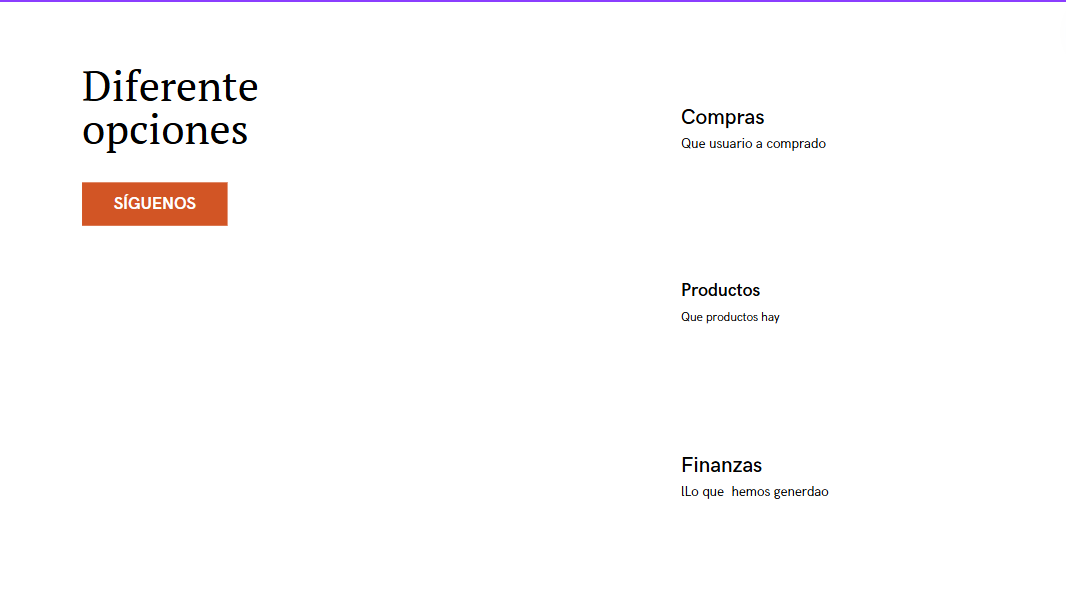 Diferente
opciones
SÍGUENOS
Compras
Que usuario a comprado
Productos
Que productos hay
Finanzas
lLo que  hemos generdao